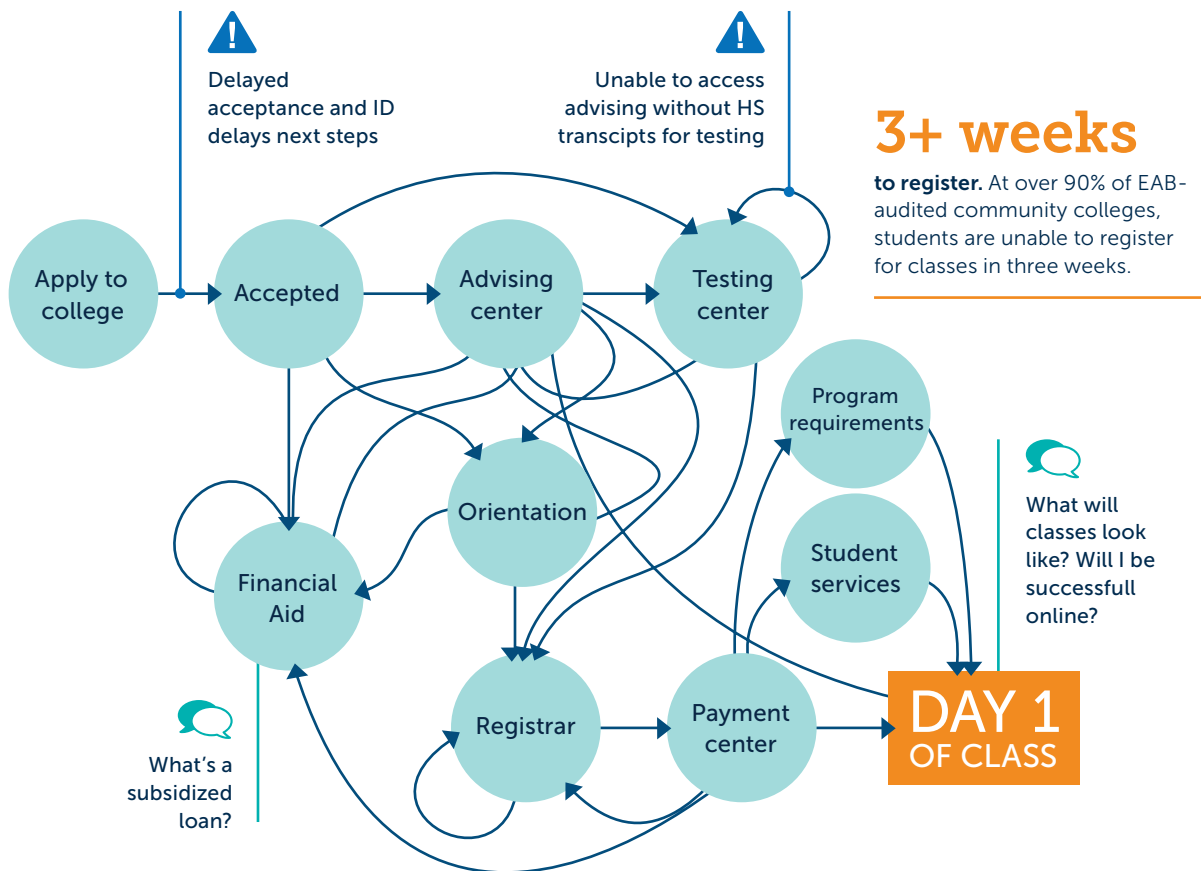 Delayed
acceptance and ID
delays next steps
Unable to access
advising without HS
transcipts for testing
3+ weeks
to register. At over 90% of EAB-
audited community colleges,
students are unable to register
for classes in three weeks.
Apply to
college
Accepted
Advising
center
Testing
center
Program
requirements
Orientation
Student
services
What will
classes look
like? Will I be
successfull
online?
Financial
Aid
What's a
subsidized
loan?
Registrar
Payment
center
DAY 1
OF CLASS